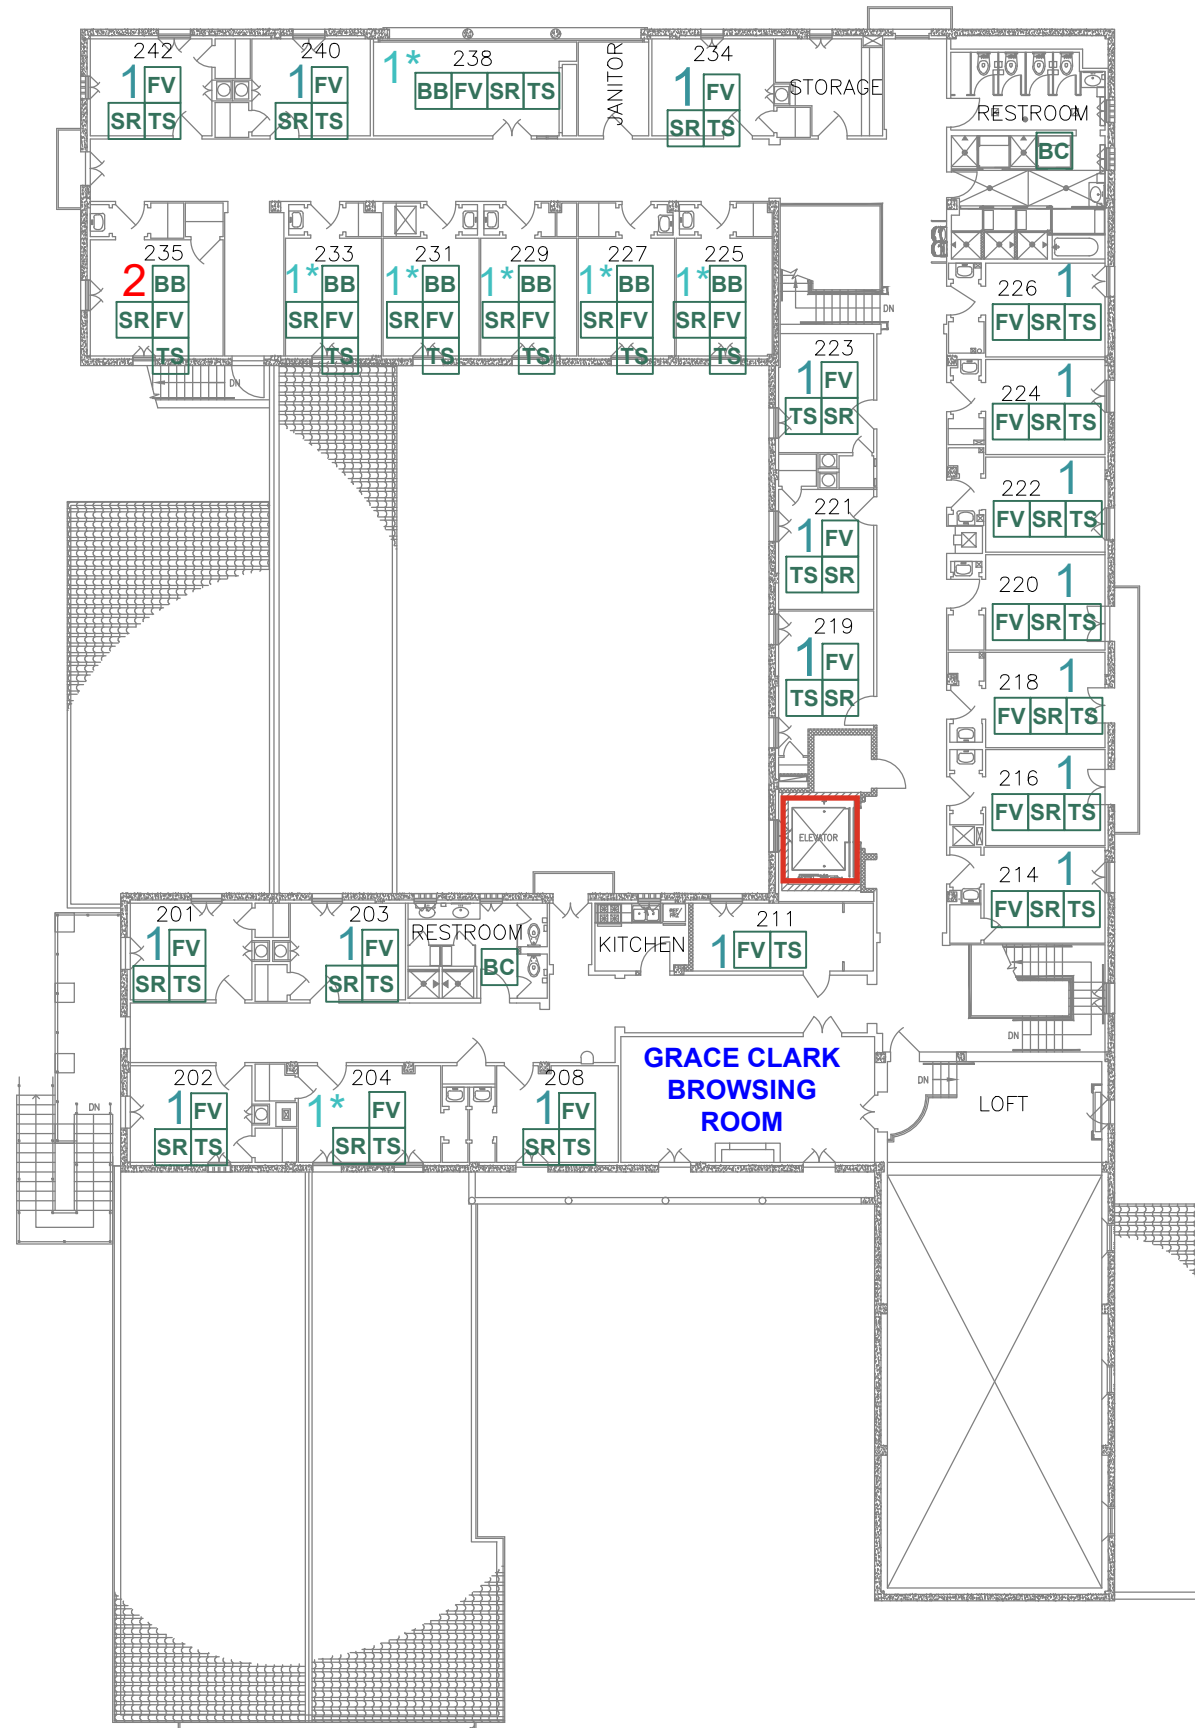 242
1 FV
SR TS
240
1 FV
SR TS
1* 238
BB FV SR TS
JANITOR
234
1 FV
SR TS
STORAGE
RESTROOM
BC
235
2 BB
SR FV
TS
DN
233
1* BB
SR FV
TS
231
1* BB
SR FV
TS
229
1* BB
SR FV
TS
227
1* BB
SR FV
TS
225
1* BB
SR FV
TS
DN
226 1
FV SR TS
223
1 FV
TS SR
224 1
FV SR TS
222 1
FV SR TS
221
1 FV
TS SR
220 1
FV SR TS
219
1 FV
TS SR
218 1
FV SR TS
216 1
FV SR TS
ELEVATOR
214 1
FV SR TS
201
1 FV
SR TS
203
1 FV
SR TS
RESTROOM
BC
KITCHEN
REF/
211
1 FV TS
DN
GRACE CLARK
BROWSING
ROOM
202
1 FV
SR TS
204
1* FV
SR TS
208
1 FV
SR TS
DN
LOFT
DN